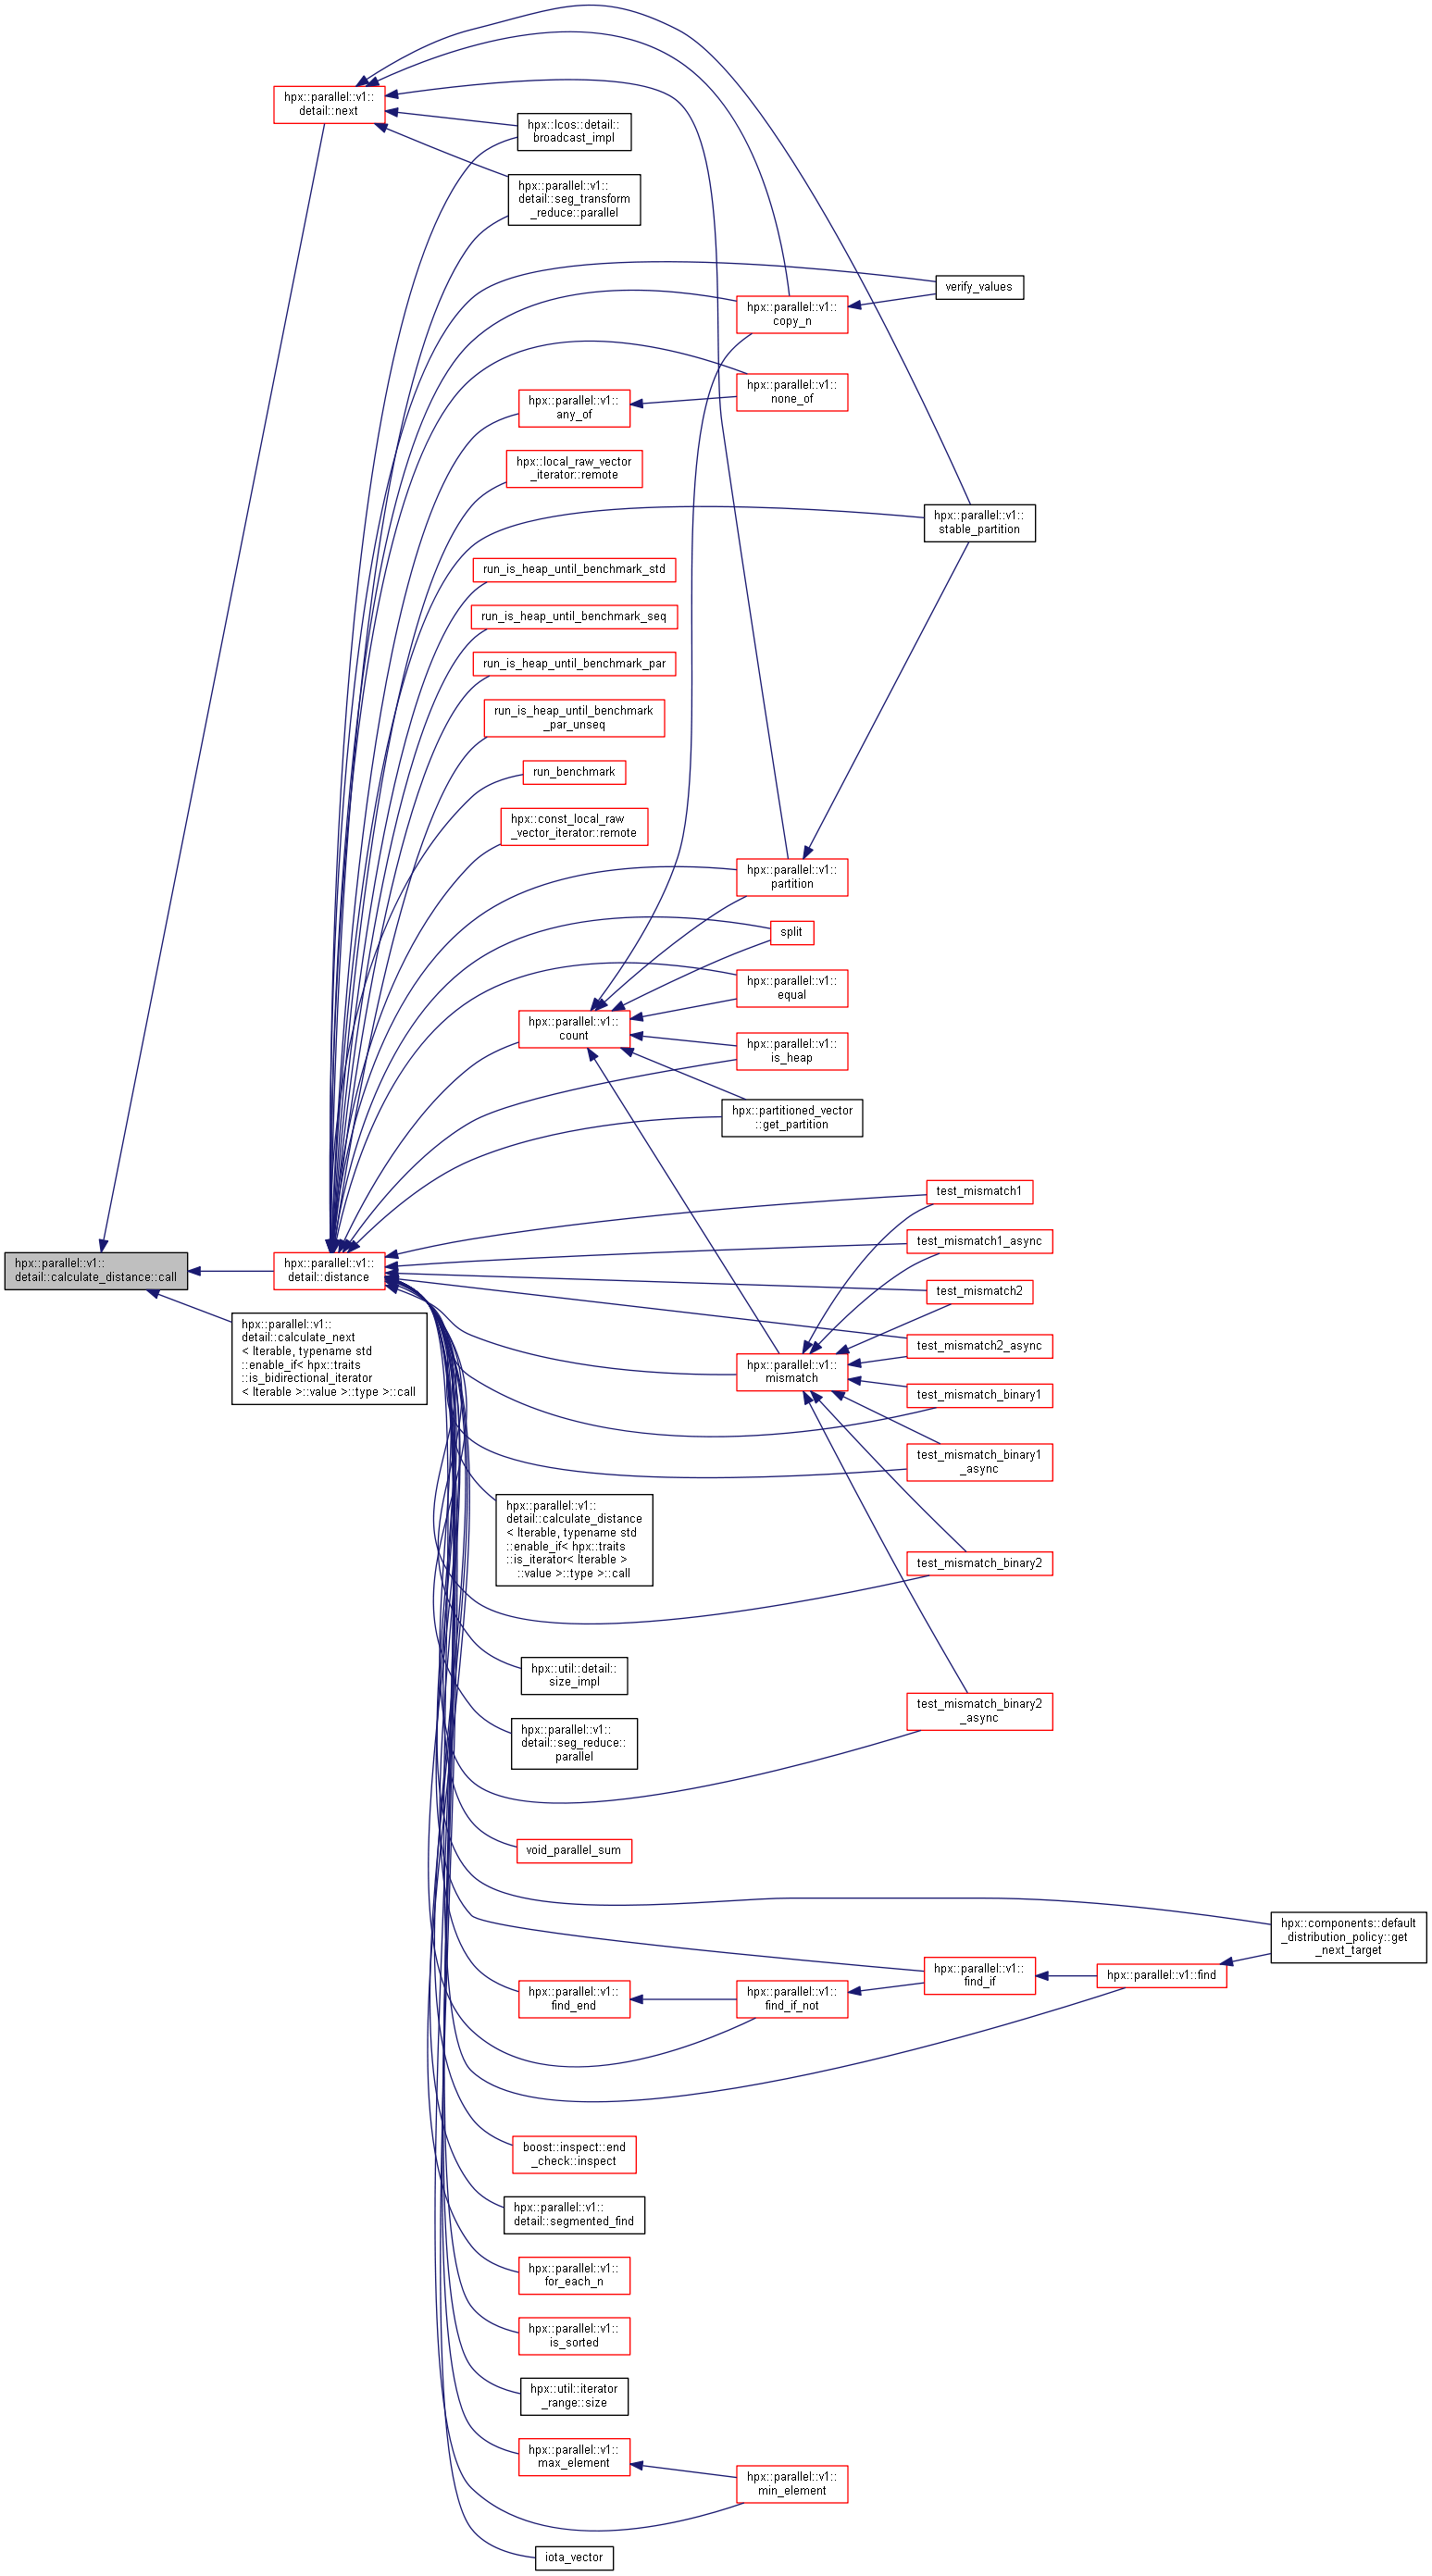 hpx::parallel::v1::
detail::next
hpx::lcos::detail::
broadcast_impl
hpx::parallel::v1::
detail::seg_transform
_reduce::parallel
verify_values
hpx::parallel::v1::
copy_n
hpx::parallel::v1::
none_of
hpx::parallel::v1::
any_of
hpx::local_raw_vector
_iterator::remote
hpx::parallel::v1::
stable_partition
run_is_heap_until_benchmark_std
run_is_heap_until_benchmark_seq
run_is_heap_until_benchmark_par
run_is_heap_until_benchmark
_par_unseq
run_benchmark
hpx::const_local_raw
_vector_iterator::remote
hpx::parallel::v1::
partition
split
hpx::parallel::v1::
equal
hpx::parallel::v1::
count
hpx::parallel::v1::
is_heap
hpx::partitioned_vector
::get_partition
test_mismatch1
test_mismatch1_async
hpx::parallel::v1::
detail::calculate_distance::call
hpx::parallel::v1::
detail::distance
test_mismatch2
test_mismatch2_async
hpx::parallel::v1::
detail::calculate_next
< Iterable, typename std
::enable_if< hpx::traits
::is_bidirectional_iterator
< Iterable >::value >::type >::call
hpx::parallel::v1::
mismatch
test_mismatch_binary1
test_mismatch_binary1
_async
hpx::parallel::v1::
detail::calculate_distance
< Iterable, typename std
::enable_if< hpx::traits
::is_iterator< Iterable >
::value >::type >::call
test_mismatch_binary2
hpx::util::detail::
size_impl
test_mismatch_binary2
_async
hpx::parallel::v1::
detail::seg_reduce::
parallel
void_parallel_sum
hpx::components::default
_distribution_policy::get
_next_target
hpx::parallel::v1::
find_if
hpx::parallel::v1::find
hpx::parallel::v1::
find_end
hpx::parallel::v1::
find_if_not
boost::inspect::end
_check::inspect
hpx::parallel::v1::
detail::segmented_find
hpx::parallel::v1::
for_each_n
hpx::parallel::v1::
is_sorted
hpx::util::iterator
_range::size
hpx::parallel::v1::
max_element
hpx::parallel::v1::
min_element
iota_vector